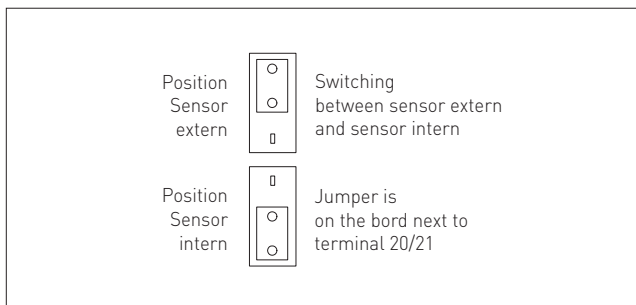 Position
Sensor
extern
Switching
between sensor extern
and sensor intern
Position
Sensor
intern
Jumper is
on the bord next to
terminal 20/21